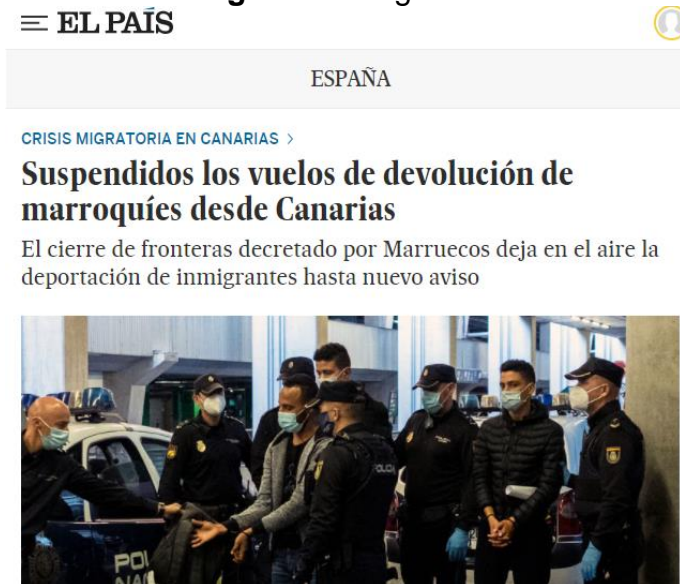 EL PAÍS
ESPAÑA
CRISIS MIGRATORIA EN CANARIAS >
Suspendidos los vuelos de devolución de
marroquíes desde Canarias
El cierre de fronteras decretado por Marruecos deja en el aire la
deportación de inmigrantes hasta nuevo aviso
POLICÍA